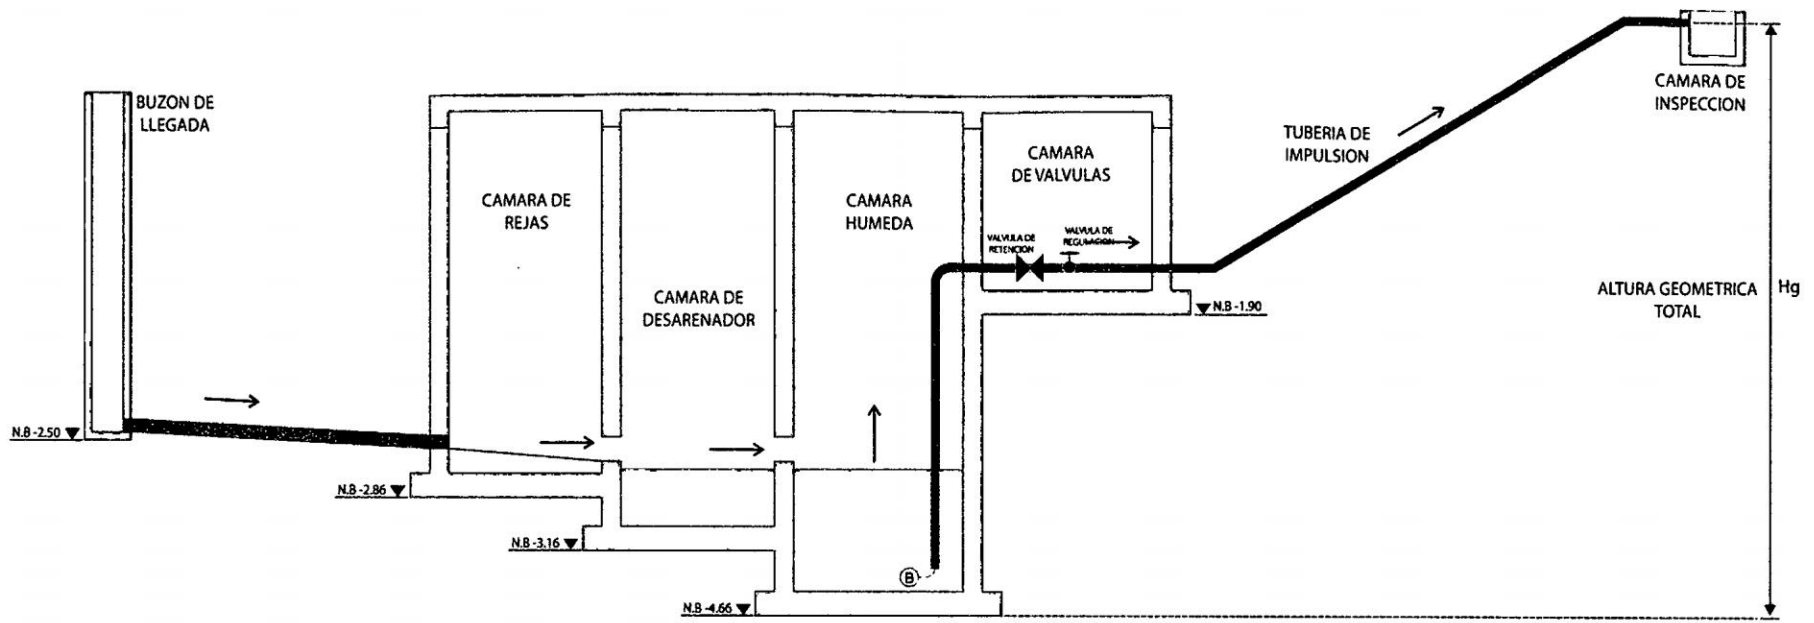 BUZON DE
LLEGADA
CAMARA DE
INSPECCION
TUBERIA DE
IMPULSION
CAMARA
DE VALVULAS
CAMARA DE
REJAS
CAMARA
HUMEDA
VALVULA DE
RETENCION
VALVULA DE
REGULACION
CAMARA DE
DESARENADOR
ALTURA GEOMETRICA
TOTAL
Hg
N.B -1.90
N.B -2.50
N.B -2.86
N.B -3.16
B
N.B -4.66